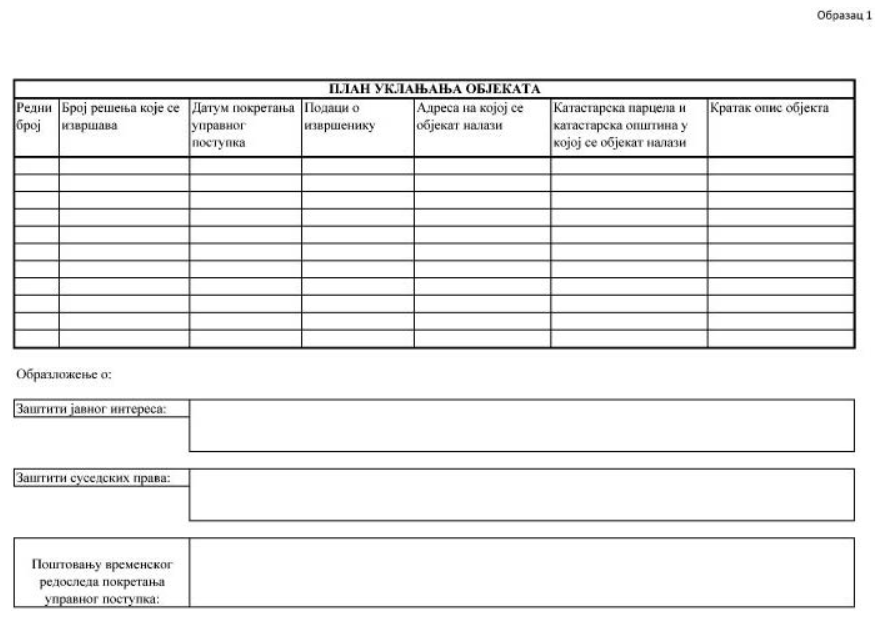 Образац 1
ПЛАН УКЛАЊАЊА ОБЈЕКАТА
Редни број
Број решења које се извршава
Датум покретања управног поступка
Подаци о извршенику
Адреса на којој се објекат налази
Катастарска парцела и катастарска општина у којој се објекат налази
Кратак опис објекта
Образложење о:
Заштити јавног интереса:
Заштити суседских права:
Поштовању временског
редоследа покретања
управног поступка: